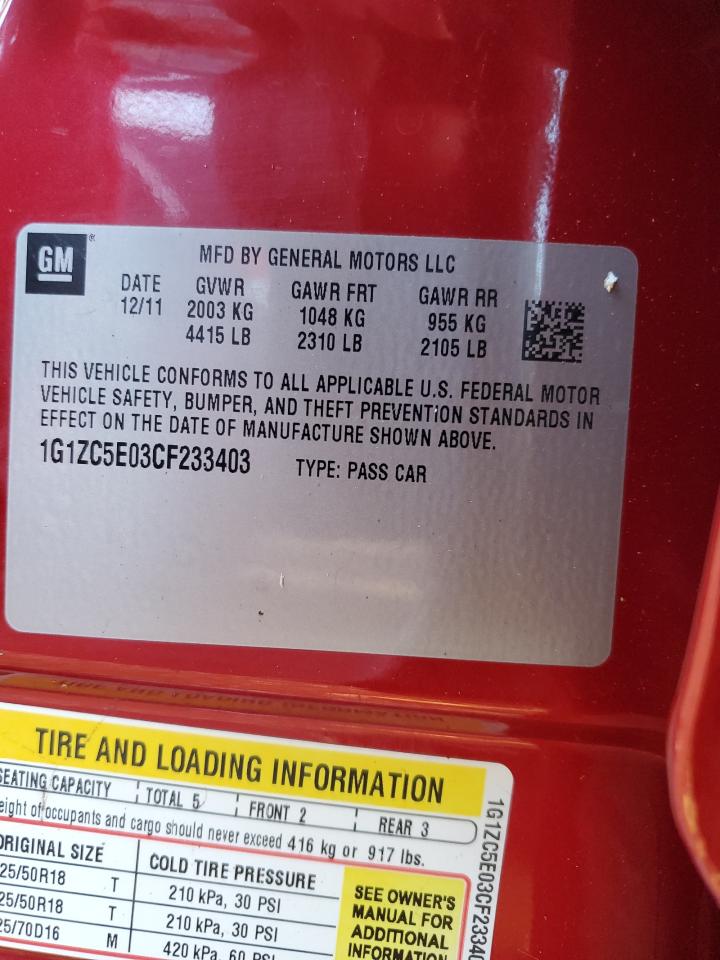 GM
MFD BY GENERAL MOTORS LLC
DATE GVWR GAWR FRT GAWR RR
12/11 2003 KG 1048 KG 955 KG
4415 LB 2310 LB 2105 LB
THIS VEHICLE CONFORMS TO ALL APPLICABLE U.S. FEDERAL MOTOR
VEHICLE SAFETY, BUMPER, AND THEFT PREVENTION STANDARDS IN
EFFECT ON THE DATE OF MANUFACTURE SHOWN ABOVE.
1G1ZC5E03CF233403 TYPE: PASS CAR
TIRE AND LOADING INFORMATION
SEATING CAPACITY TOTAL 5 FRONT 2 REAR 3
eight of occupants and cargo should never exceed 416 kg or 917 lbs.
ORIGINAL SIZE COLD TIRE PRESSURE
25/50R18 T 210 kPa, 30 PSI
25/50R18 T 210 kPa, 30 PSI
25/70D16 M 420 kPa, 60 PSI
SEE OWNER'S
MANUAL FOR
ADDITIONAL
INFORMATION
1G1ZC5E03CF23340